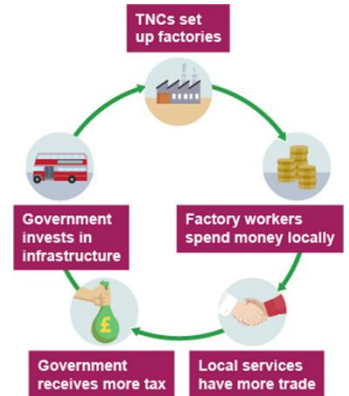 TNCs set
up factories
Factory workers
spend money locally
Local services
have more trade
£
Government
receives more tax
Government
invests in
infrastructure